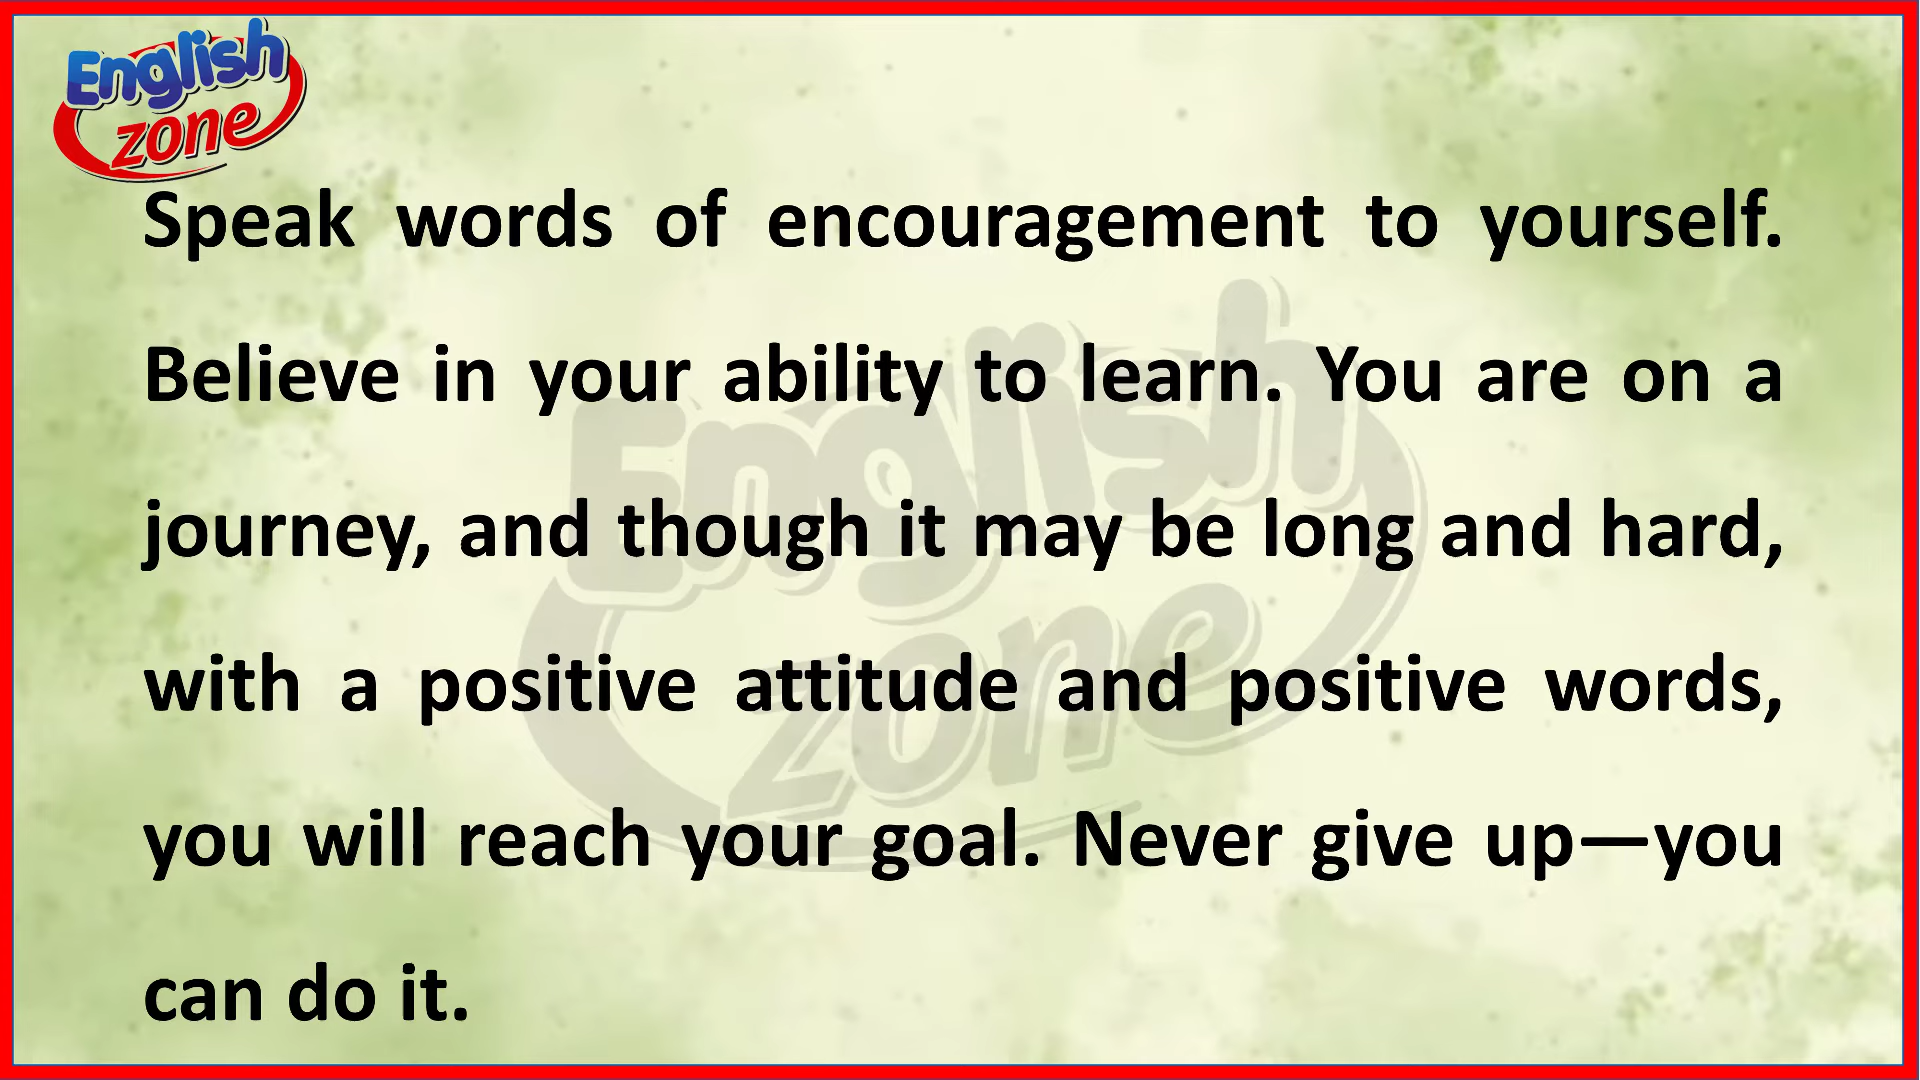 English
zone
Speak words of encouragement to yourself.
Believe in your ability to learn. You are on a
journey, and though it may be long and hard,
with a positive attitude and positive words,
you will reach your goal. Never give up—you
can do it.
English
zone